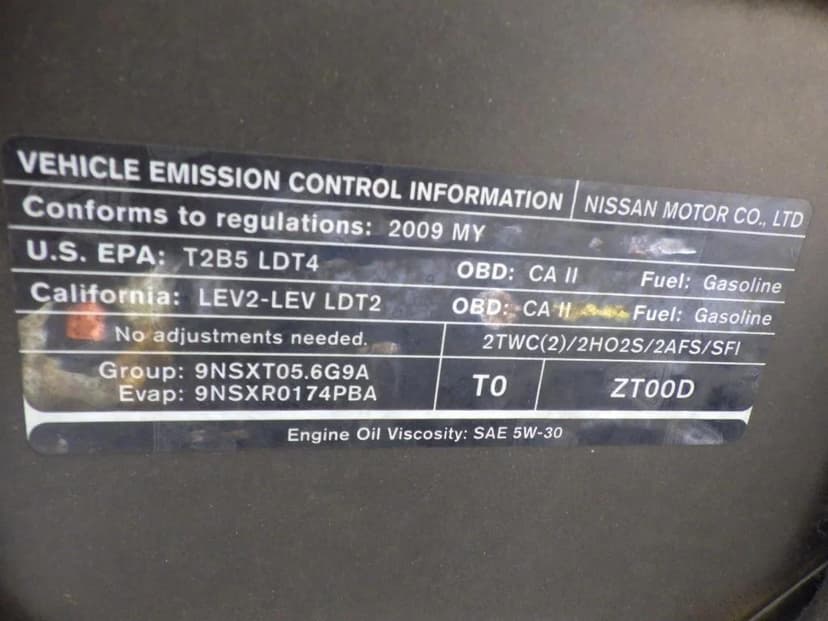 VEHICLE EMISSION CONTROL INFORMATION NISSAN MOTOR CO., LTD
Conforms to regulations: 2009 MY
U.S. EPA: T2B5 LDT4 OBD: CA II Fuel: Gasoline
California: LEV2-LEV LDT2 OBD: CA II Fuel: Gasoline
No adjustments needed. 2TWC(2)/2HO2S/2AFS/SFI
Group: 9NSXT05.6G9A
Evap: 9NSXR0174PBA
T0 ZT00D
Engine Oil Viscosity: SAE 5W-30